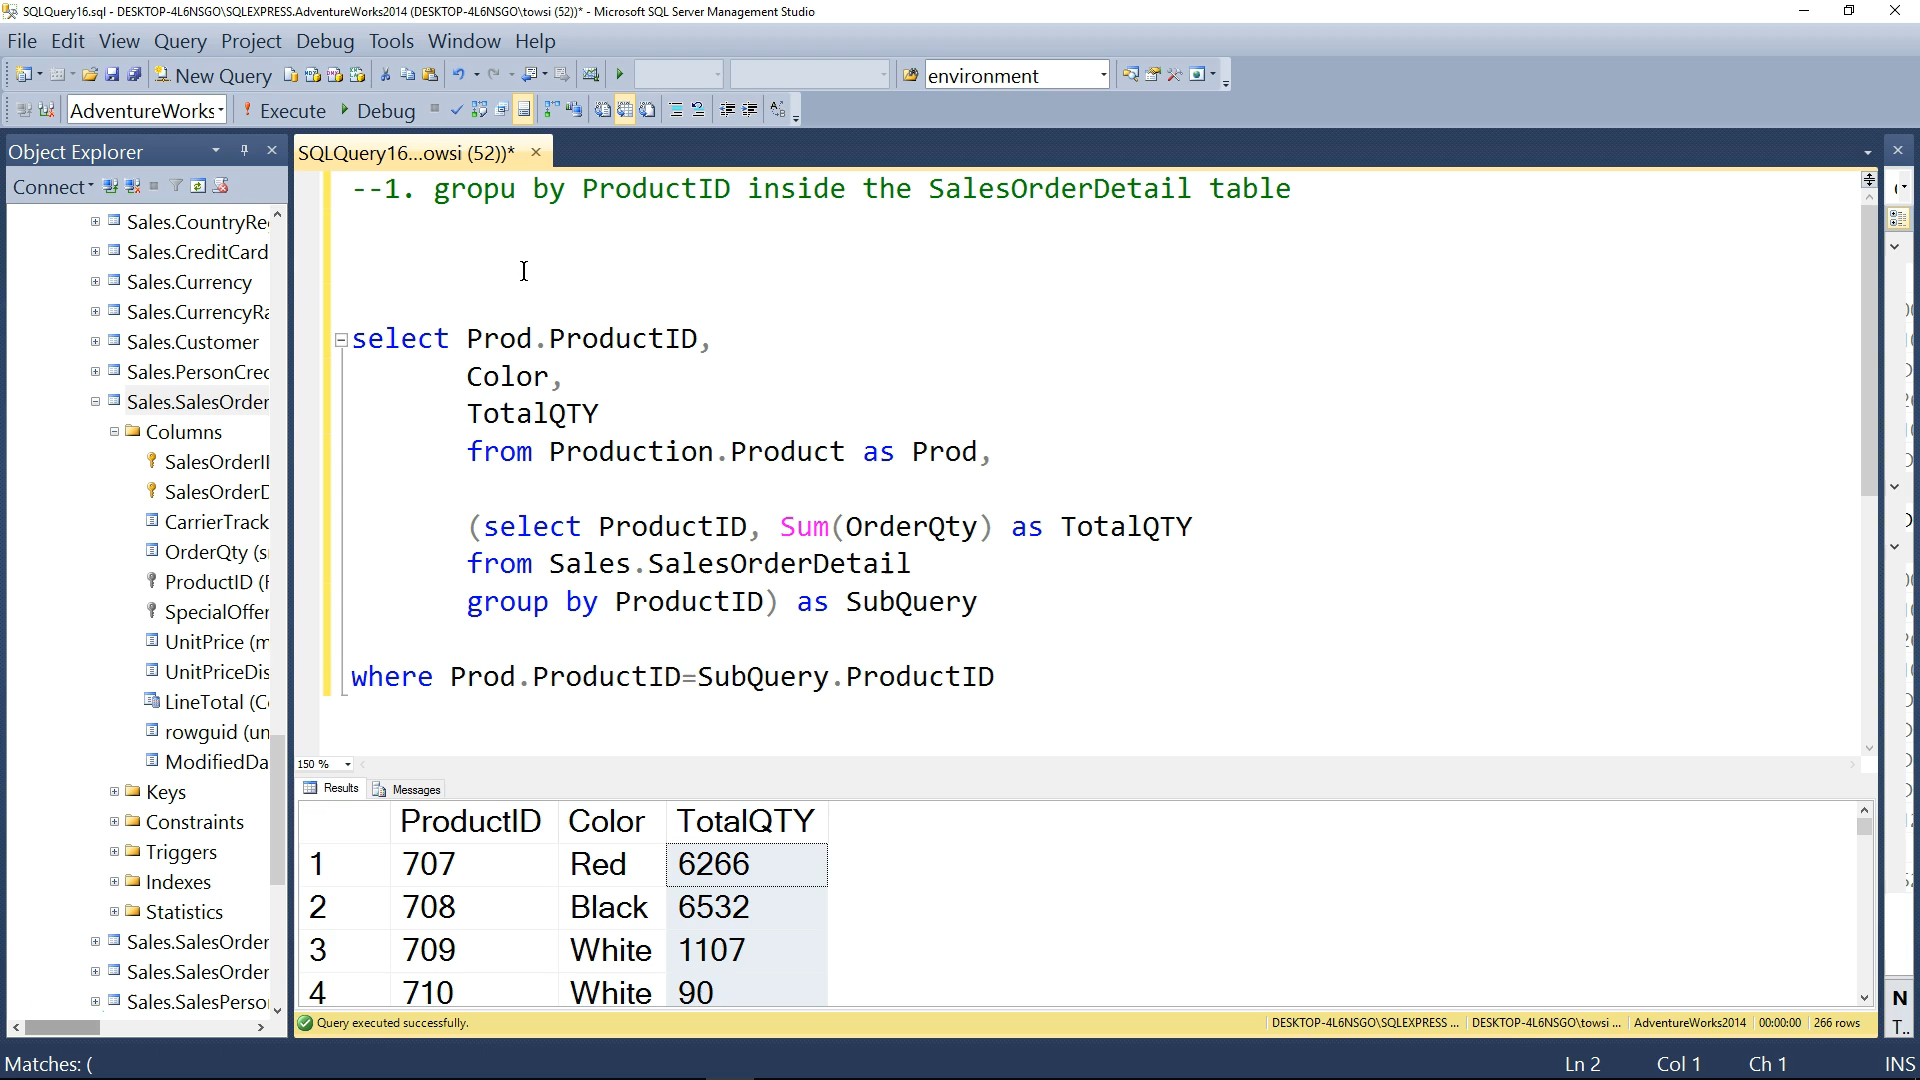 SQLQuery16.sql - DESKTOP-4L6NSGO\SQLEXPRESS.AdventureWorks2014 (DESKTOP-4L6NSGO\towsi (52))* - Microsoft SQL Server Management Studio
File Edit View Query Project Debug Tools Window Help
New Query environment
AdventureWorks Execute Debug
Object Explorer
SQLQuery16...owsi (52))*
Connect
Sales.CountryRe
Sales.CreditCard
Sales.Currency
Sales.CurrencyRa
Sales.Customer
Sales.PersonCred
Sales.SalesOrder
Columns
SalesOrderI
SalesOrderD
CarrierTrack
OrderQty (s
ProductID (F
SpecialOffer
UnitPrice (m
UnitPriceDis
LineTotal (C
rowguid (un
ModifiedDa
Keys
Constraints
Triggers
Indexes
Statistics
Sales.SalesOrder
Sales.SalesOrder
Sales.SalesPerso
--1. gropu by ProductID inside the SalesOrderDetail table
select Prod.ProductID,
Color,
TotalQTY
from Production.Product as Prod,
(select ProductID, Sum(OrderQty) as TotalQTY
from Sales.SalesOrderDetail
group by ProductID) as SubQuery
where Prod.ProductID=SubQuery.ProductID
150 %
Results Messages
ProductID Color TotalQTY
1 707 Red 6266
2 708 Black 6532
3 709 White 1107
4 710 White 90
Query executed successfully. DESKTOP-4L6NSGO\SQLEXPRESS ... DESKTOP-4L6NSGO\towsi ... AdventureWorks2014 00:00:00 266 rows
N
T..
Matches: ( Ln 2 Col 1 Ch 1 INS